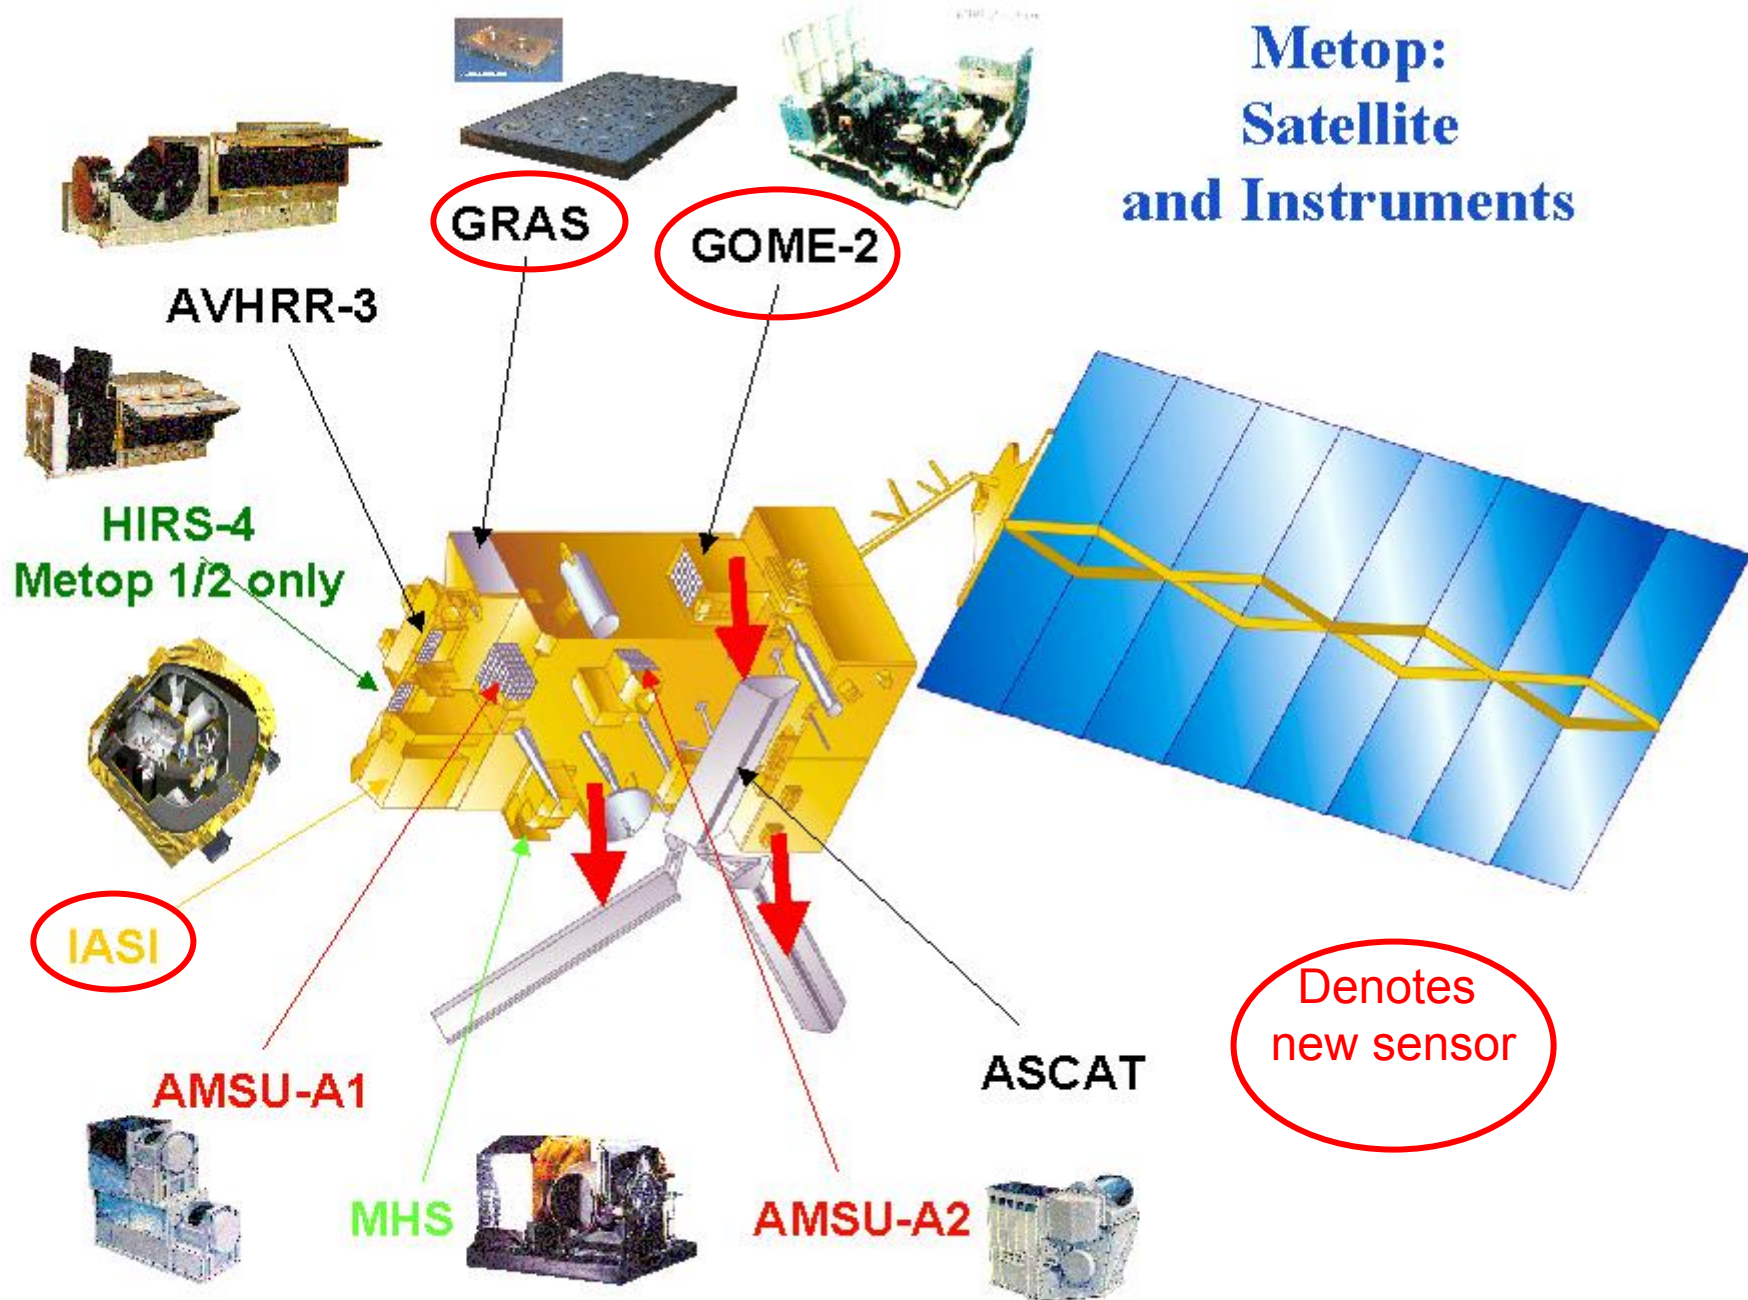 Metop:
Satellite
and Instruments
GRAS
GOME-2
AVHRR-3
HIRS-4
Metop 1/2 only
IASI
Denotes
new sensor
ASCAT
AMSU-A1
MHS
AMSU-A2